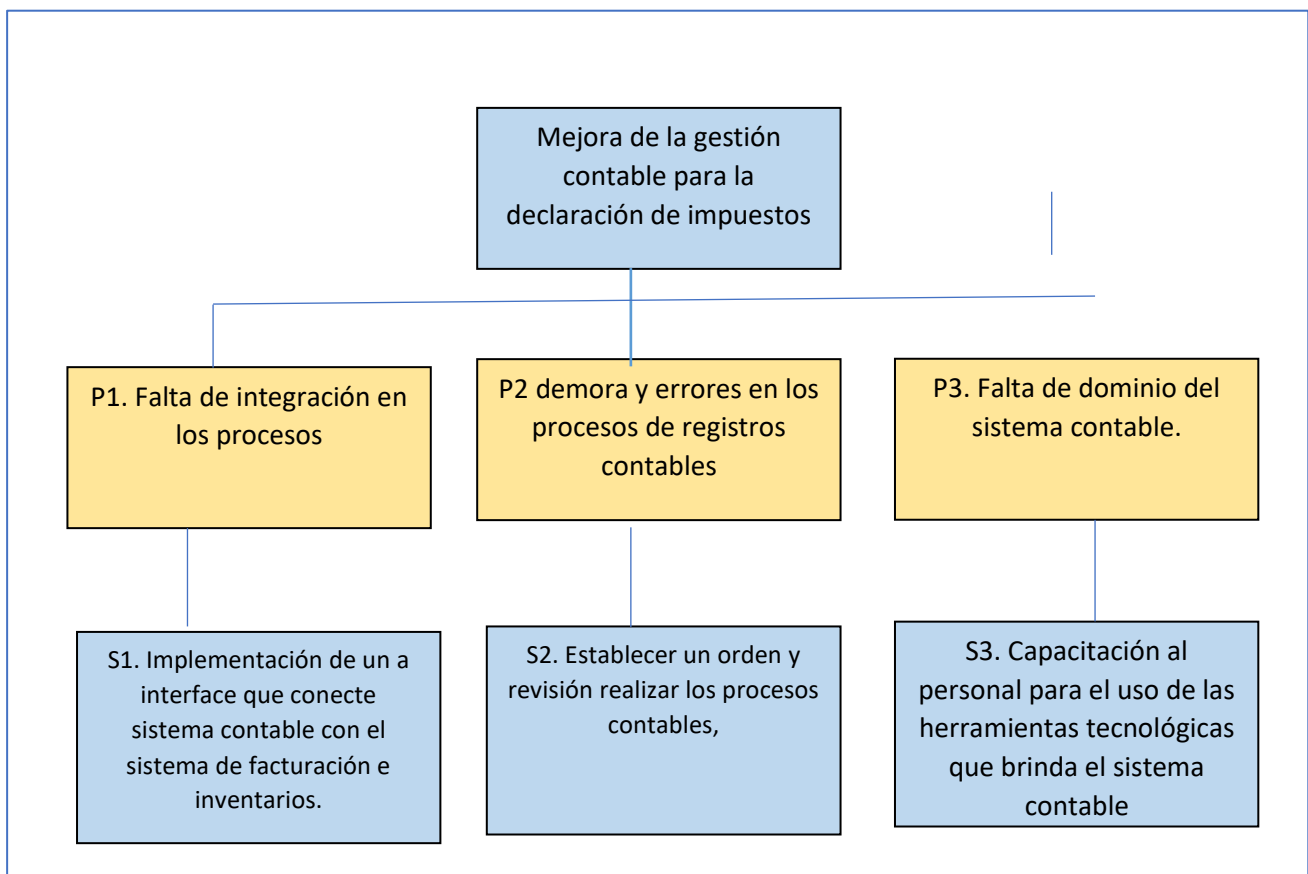 Mejora de la gestión
contable para la
declaración de impuestos
P1. Falta de integración en
los procesos
P2 demora y errores en los
procesos de registros
contables
P3. Falta de dominio del
sistema contable.
S1. Implementación de un a
interface que conecte
sistema contable con el
sistema de facturación e
inventarios.
S2. Establecer un orden y
revisión realizar los procesos
contables,
S3. Capacitación al
personal para el uso de las
herramientas tecnológicas
que brinda el sistema
contable